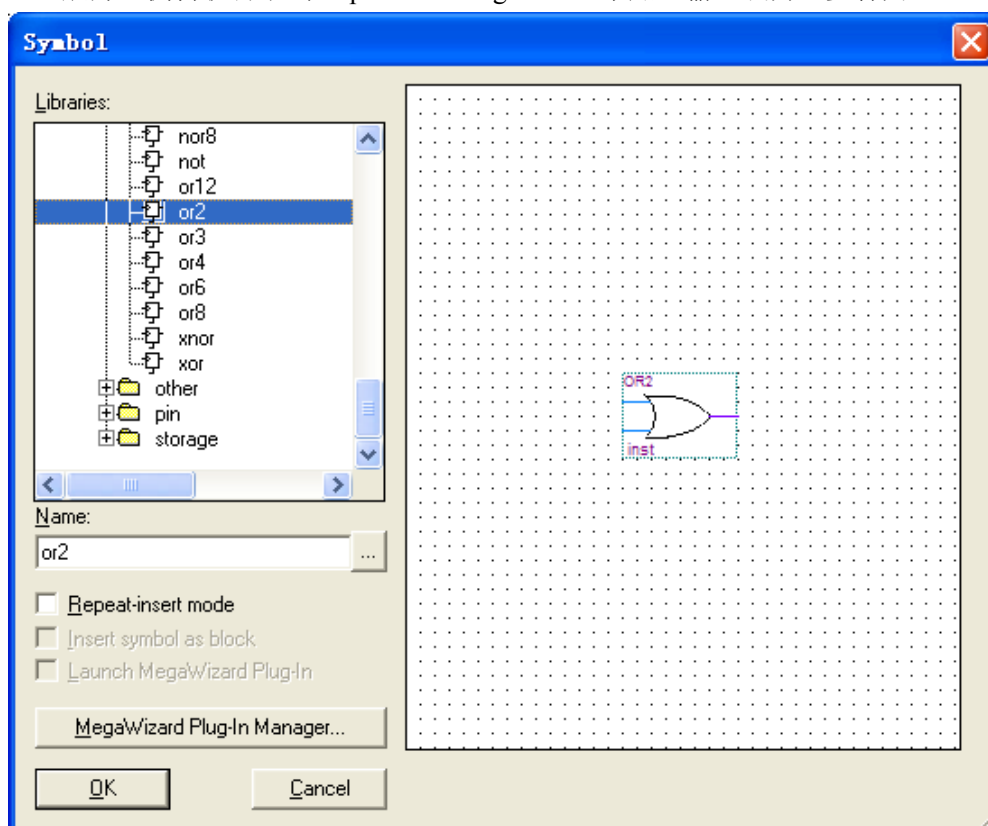 Symbol
Libraries:
nor8
not
or12
or2
or3
or4
or6
or8
xnor
xor
other
pin
storage
Name:
or2
...
Repeat-insert mode
Insert symbol as block
Launch MegaWizard Plug-In
MegaWizard Plug-In Manager...
OK
Cancel
OR2
inst